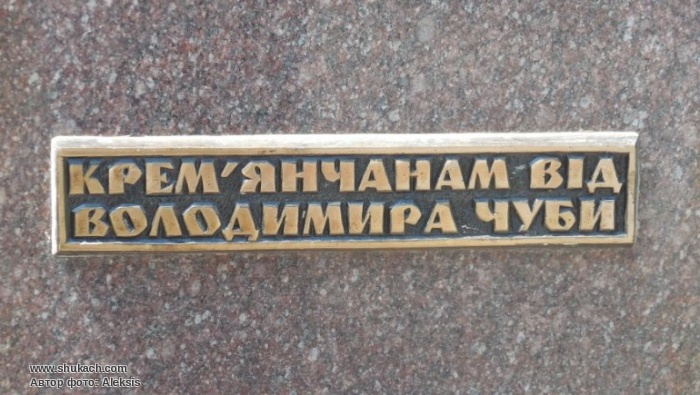 КРЕМ'ЯНЧАНАМ ВІД
ВОЛОДИМИРА ЧУБИ
www.shukach.com
Автор фото: Aleksis